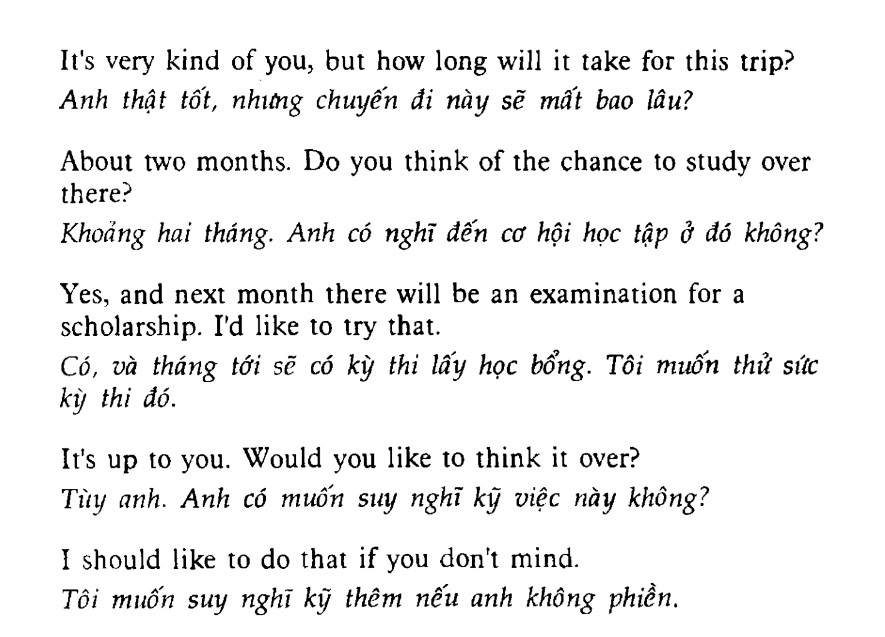 It's very kind of you, but how long will it take for this trip?
Anh thật tốt, nhưng chuyến đi này sẽ mất bao lâu?
About two months. Do you think of the chance to study over
there?
Khoảng hai tháng. Anh có nghĩ đến cơ hội học tập ở đó không?
Yes, and next month there will be an examination for a
scholarship. I'd like to try that.
Có, và tháng tới sẽ có kỳ thi lấy học bổng. Tôi muốn thử sức
kỳ thi đó.
It's up to you. Would you like to think it over?
Tùy anh. Anh có muốn suy nghĩ kỹ việc này không?
I should like to do that if you don't mind.
Tôi muốn suy nghĩ kỹ thêm nếu anh không phiền.